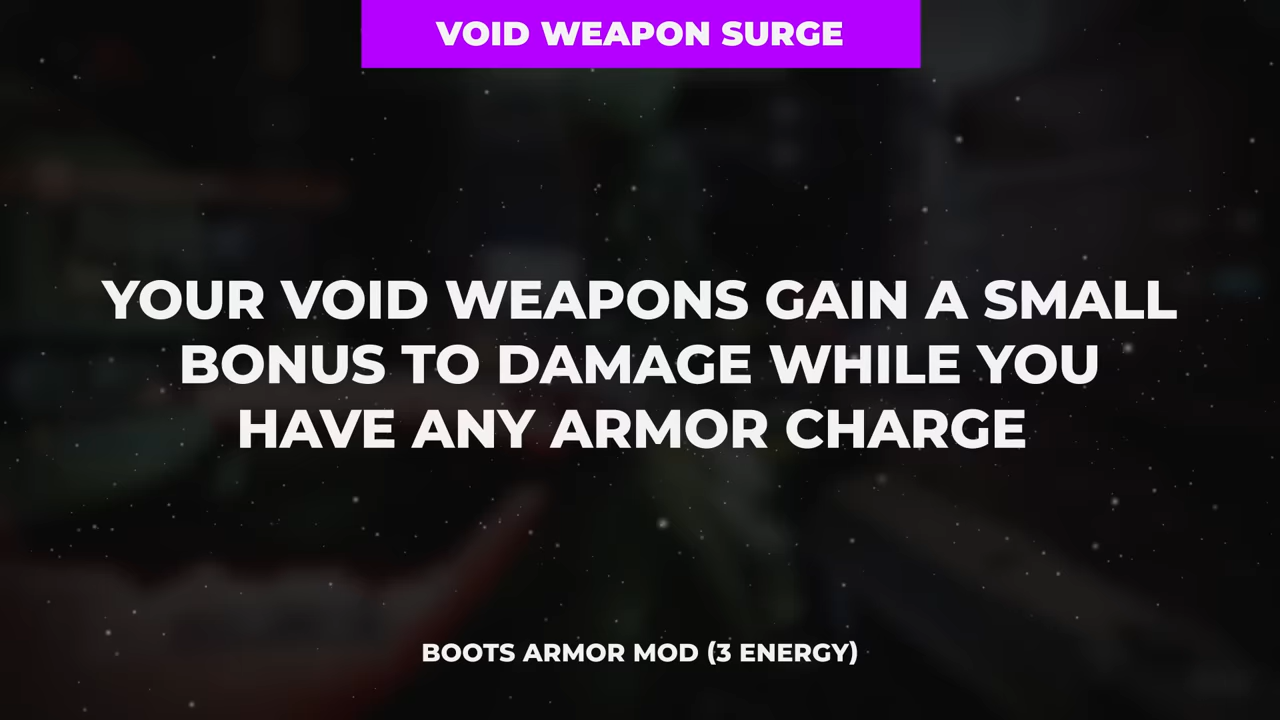 VOID WEAPON SURGE
YOUR VOID WEAPONS GAIN A SMALL
BONUS TO DAMAGE WHILE YOU
HAVE ANY ARMOR CHARGE
BOOTS ARMOR MOD (3 ENERGY)